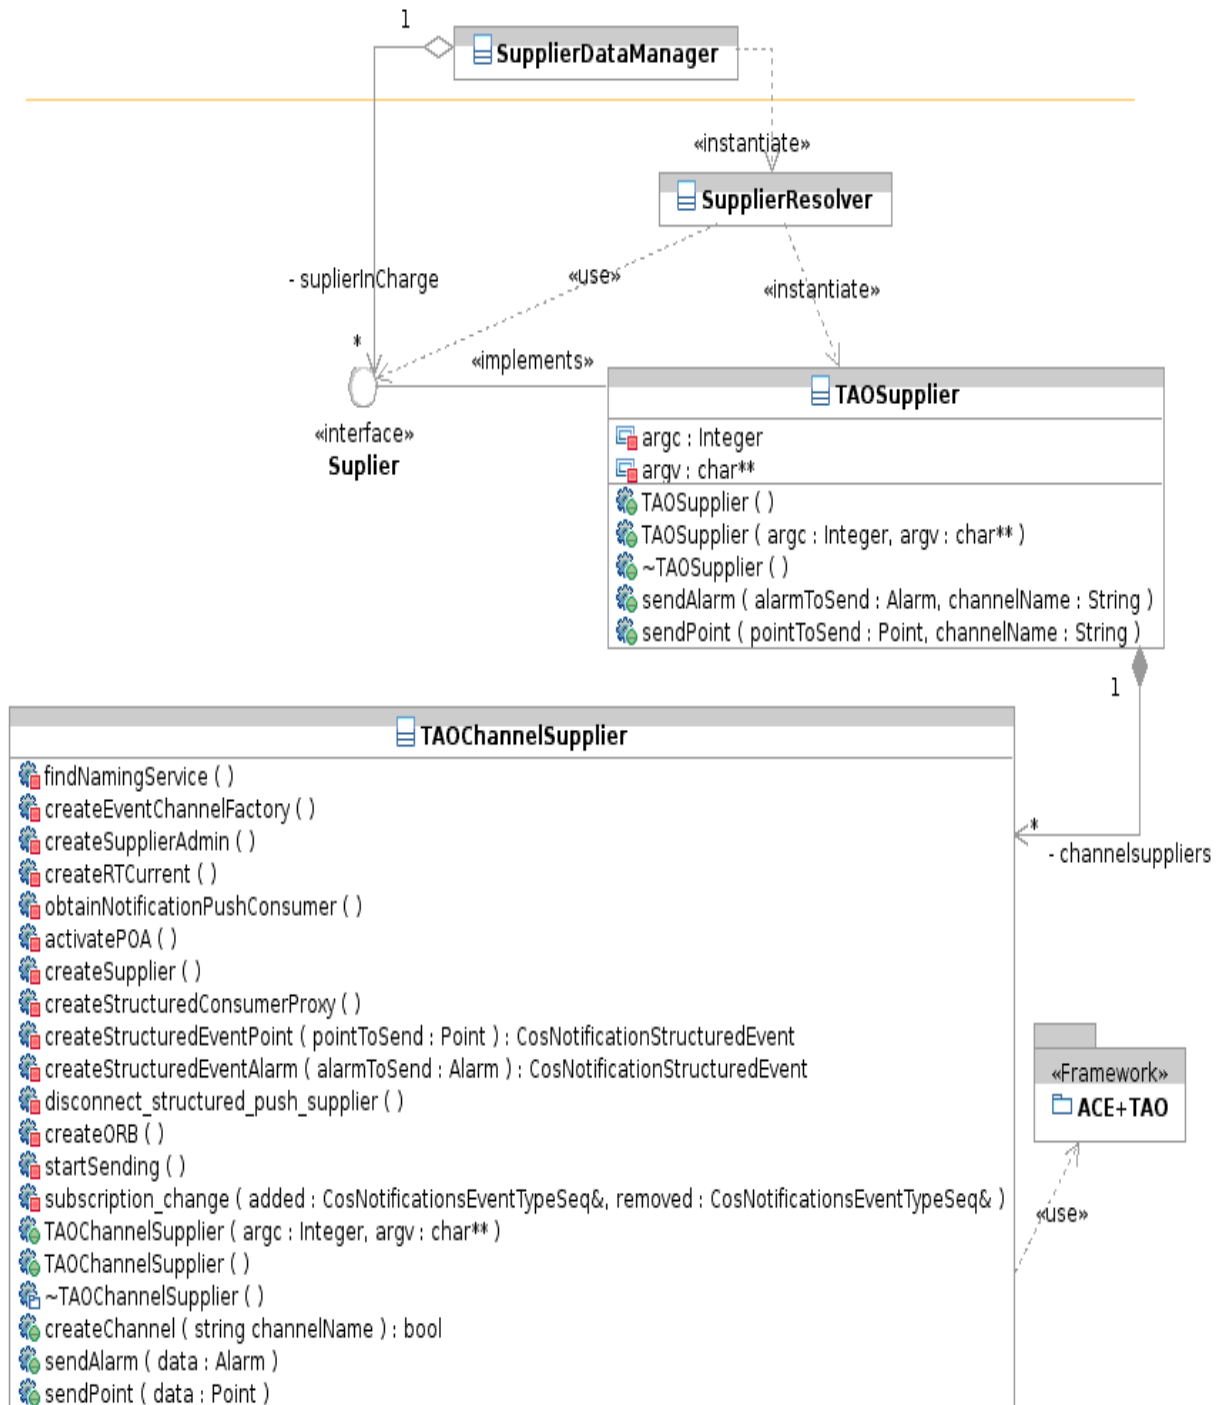 1
SupplierDataManager
«instantiate»
SupplierResolver
- suplierInCharge
«use»
«instantiate»
*
«implements»
«interface»
Suplier
TAOSupplier
argc : Integer
argv : char**
TAOSupplier ( )
TAOSupplier ( argc : Integer, argv : char** )
~TAOSupplier ( )
sendAlarm ( alarmToSend : Alarm, channelName : String )
sendPoint ( pointToSend : Point, channelName : String )
1
*
- channelsuppliers
TAOChannelSupplier
findNamingService ( )
createEventChannelFactory ( )
createSupplierAdmin ( )
createRTCurrent ( )
obtainNotificationPushConsumer ( )
activatePOA ( )
createSupplier ( )
createStructuredConsumerProxy ( )
createStructuredEventPoint ( pointToSend : Point ) : CosNotificationStructuredEvent
createStructuredEventAlarm ( alarmToSend : Alarm ) : CosNotificationStructuredEvent
disconnect_structured_push_supplier ( )
createORB ( )
startSending ( )
subscription_change ( added : CosNotificationsEventTypeSeq&, removed : CosNotificationsEventTypeSeq& )
TAOChannelSupplier ( argc : Integer, argv : char** )
TAOChannelSupplier ( )
~TAOChannelSupplier ( )
createChannel ( string channelName ) : bool
sendAlarm ( data : Alarm )
sendPoint ( data : Point )
«Framework»
ACE+TAO
«use»